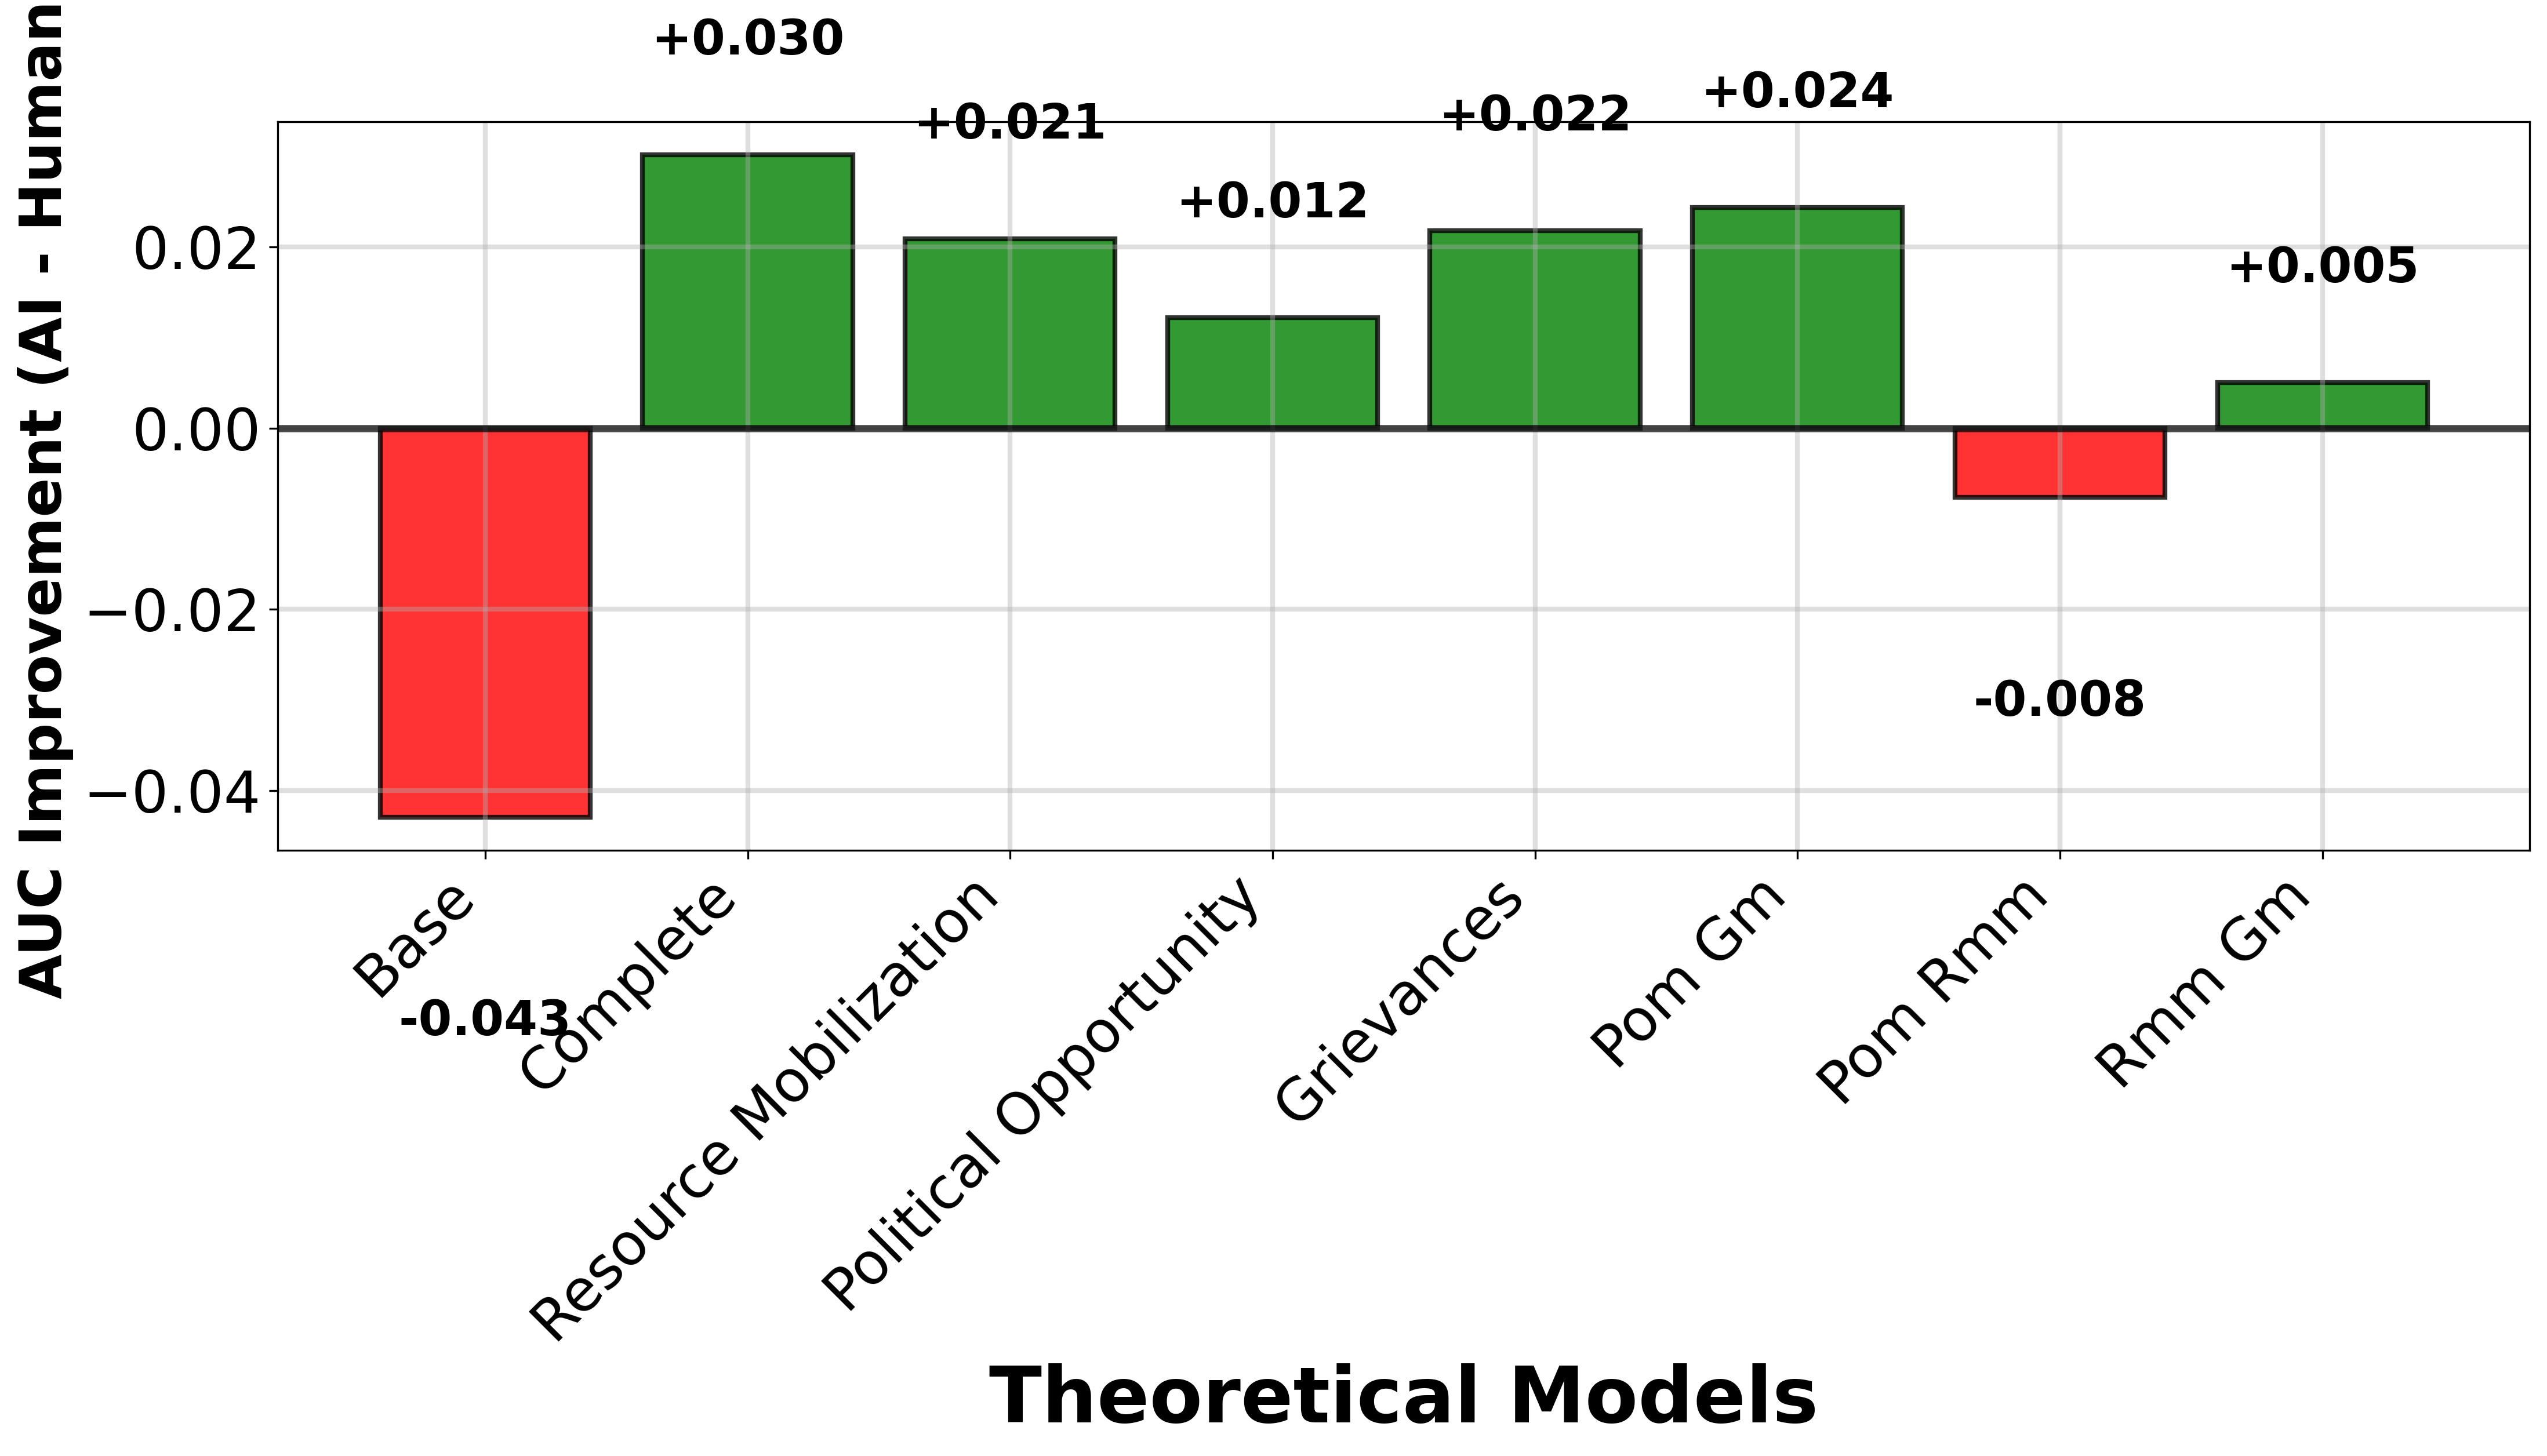 AUC Improvement (AI - Human
+0.030
+0.021
+0.012
+0.022
+0.024
+0.005
-0.008
-0.043
0.02
0.00
−0.02
−0.04
Base
Complete
Resource Mobilization
Political Opportunity
Grievances
Pom Gm
Pom Rmm
Rmm Gm
Theoretical Models